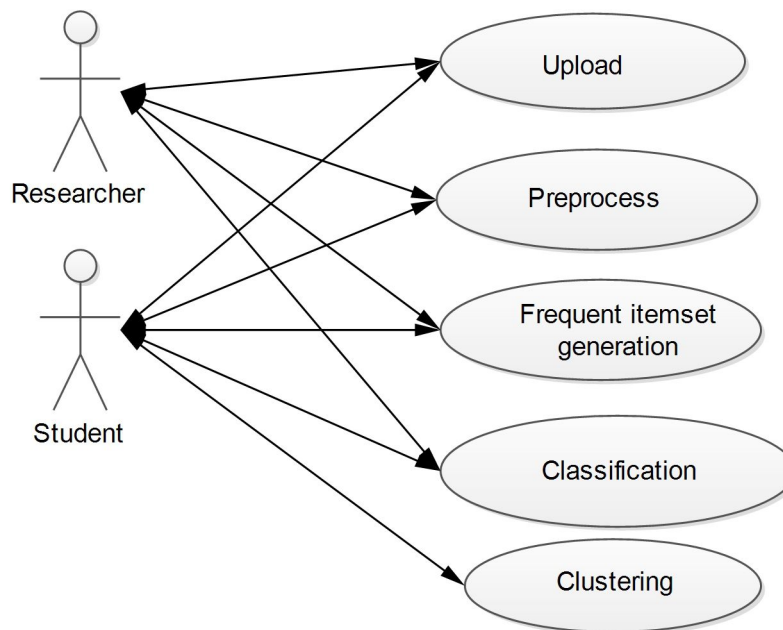 Upload
Researcher
Preprocess
Student
Frequent itemset
generation
Classification
Clustering